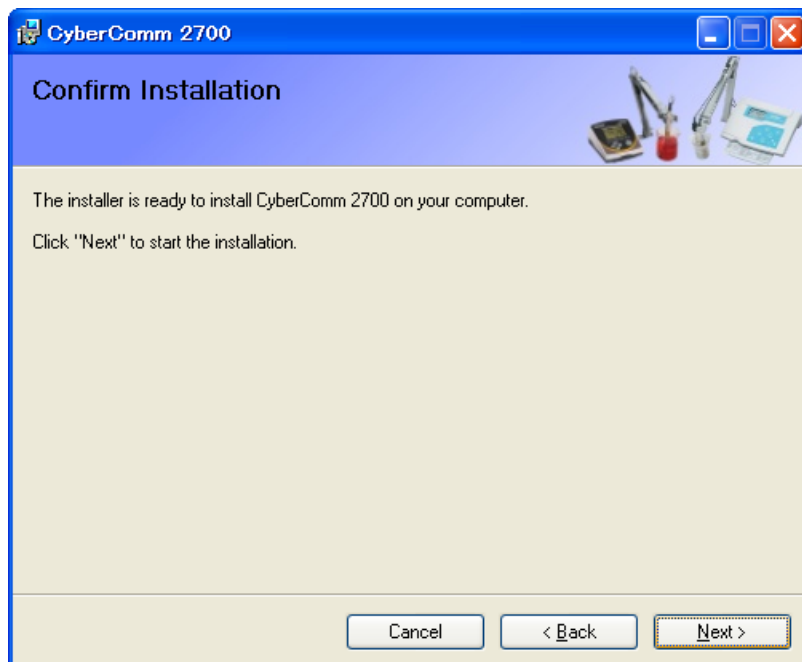 CyberComm 2700
Confirm Installation
The installer is ready to install CyberComm 2700 on your computer.
Click "Next" to start the installation.
Cancel
< Back
Next >